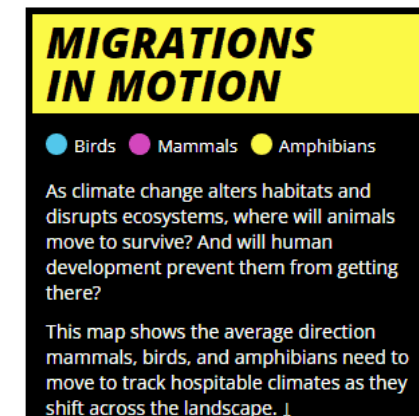 MIGRATIONS
IN MOTION
Birds Mammals Amphibians
As climate change alters habitats and
disrupts ecosystems, where will animals
move to survive? And will human
development prevent them from getting
there?
This map shows the average direction
mammals, birds, and amphibians need to
move to track hospitable climates as they
shift across the landscape.